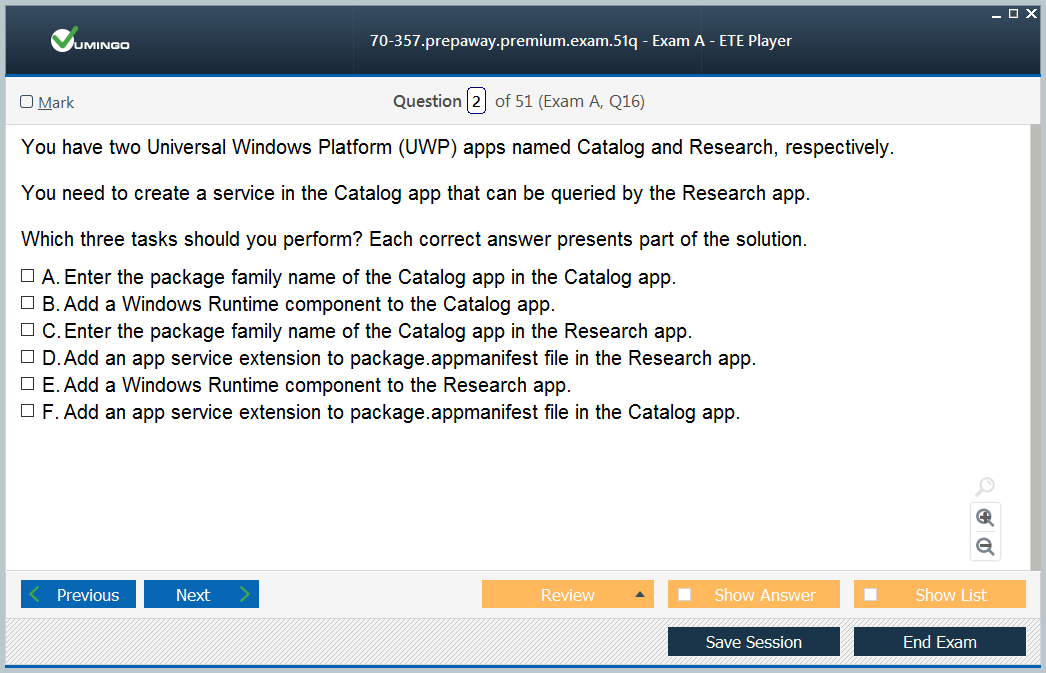 VUMINGO
70-357.prepaway.premium.exam.51q - Exam A - ETE Player
Mark
Question 2 of 51 (Exam A, Q16)
You have two Universal Windows Platform (UWP) apps named Catalog and Research, respectively.
You need to create a service in the Catalog app that can be queried by the Research app.
Which three tasks should you perform? Each correct answer presents part of the solution.
A. Enter the package family name of the Catalog app in the Catalog app.
B. Add a Windows Runtime component to the Catalog app.
C. Enter the package family name of the Catalog app in the Research app.
D. Add an app service extension to package.appmanifest file in the Research app.
E. Add a Windows Runtime component to the Research app.
F. Add an app service extension to package.appmanifest file in the Catalog app.
Previous Next Review Show Answer Show List
Save Session End Exam